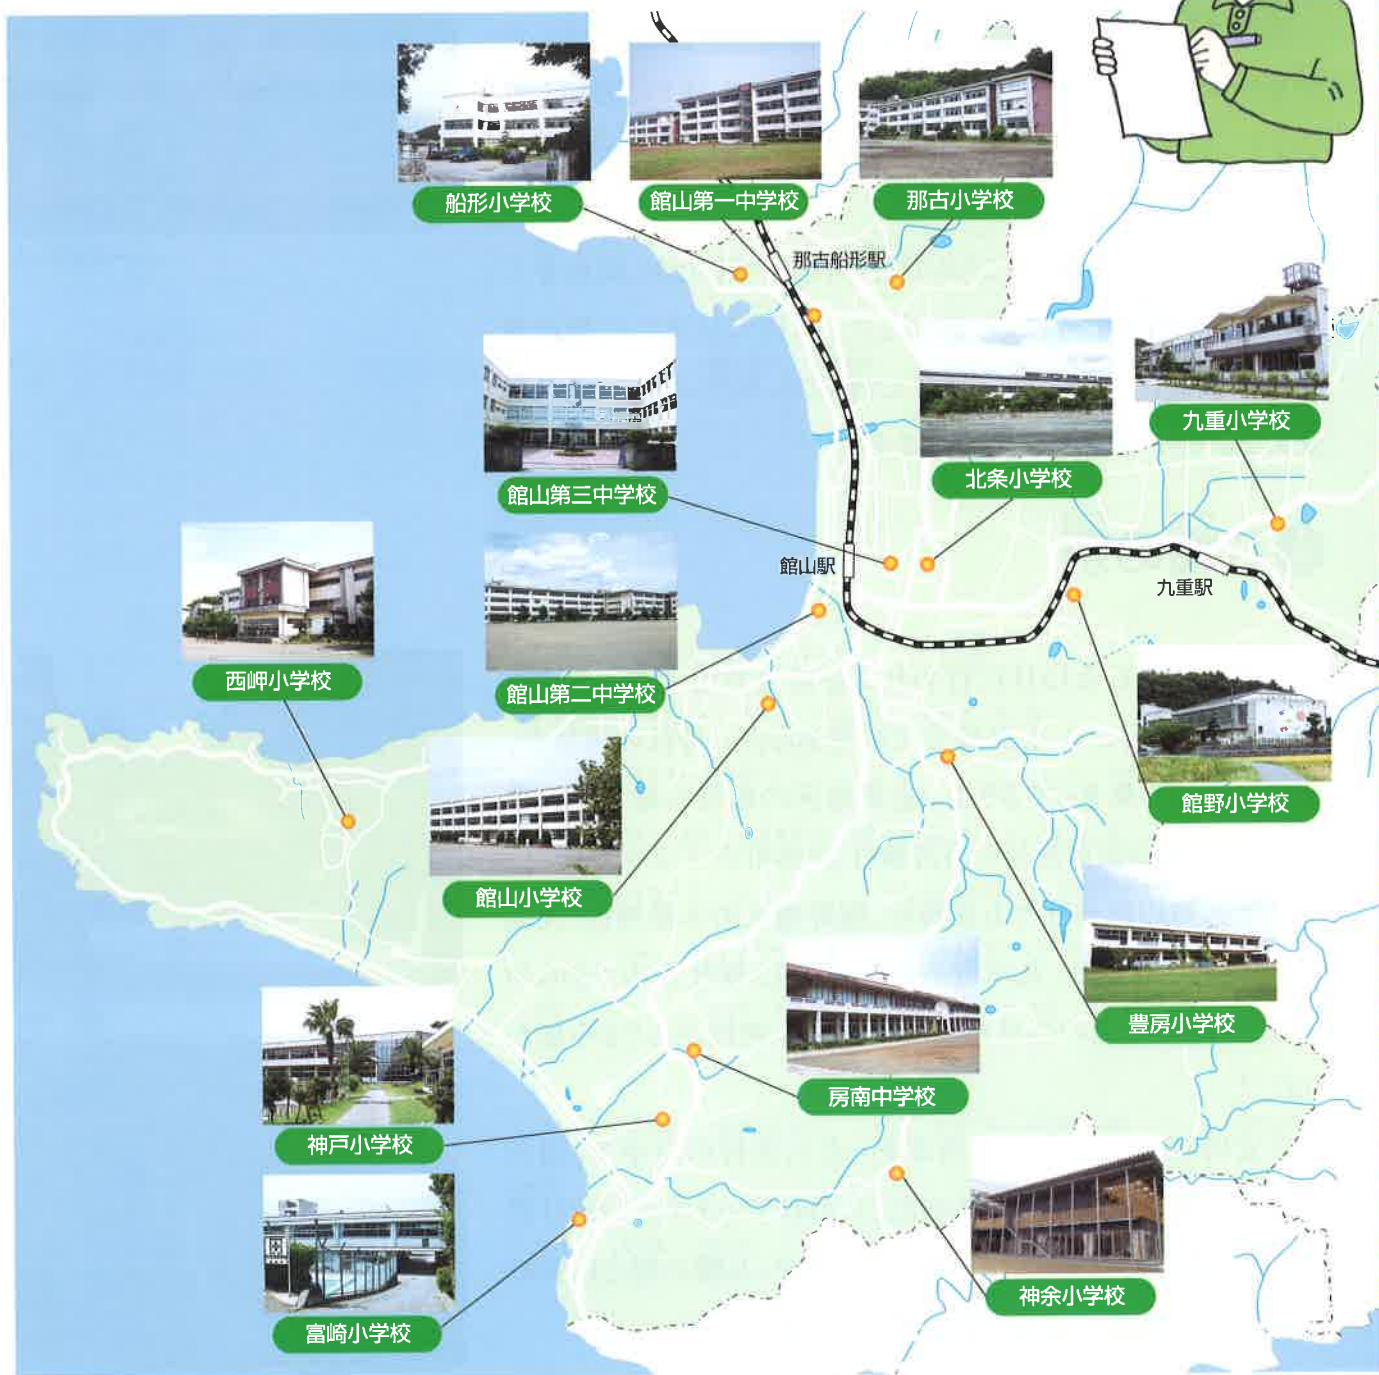 船形小学校
館山第一中学校
那古小学校
那古船形駅
九重小学校
北条小学校
館山第三中学校
館山駅
九重駅
西岬小学校
館山第二中学校
館野小学校
館山小学校
豊房小学校
房南中学校
神戸小学校
神余小学校
富崎小学校